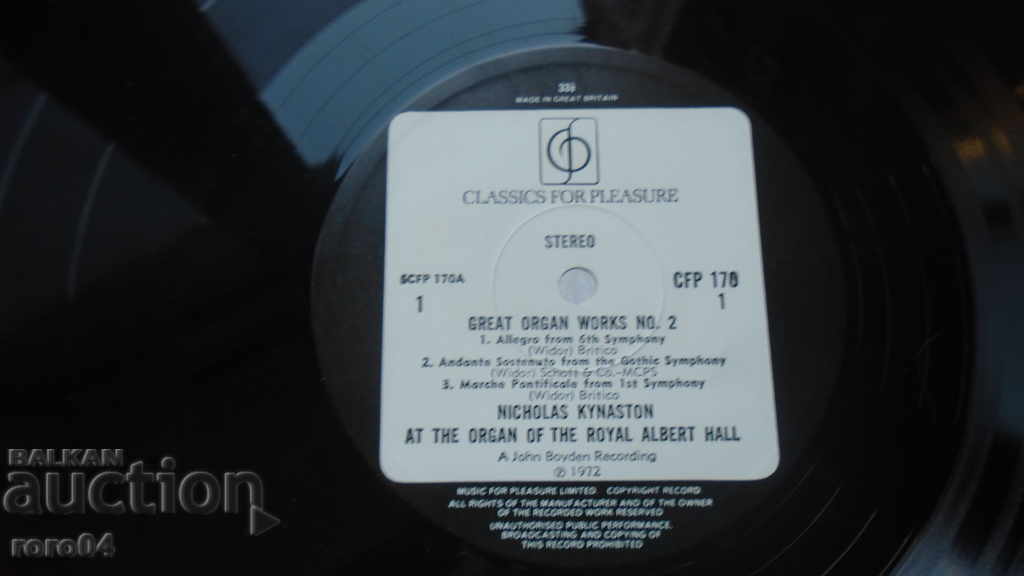 33⅓
MADE IN GREAT BRITAIN
CLASSICS FOR PLEASURE
STEREO
SCFP 170A
CFP 170
1
1
GREAT ORGAN WORKS NO. 2
1. Allegro from 6th Symphony
(Widor) Britico
2. Andante Sostenuto from the Gothic Symphony
(Widor) Schott & Co.-MCPS
3. Marche Pontificale from 1st Symphony
(Widor) Britico
NICHOLAS KYNASTON
AT THE ORGAN OF THE ROYAL ALBERT HALL
A John Boyden Recording
℗ 1972
MUSIC FOR PLEASURE LIMITED. COPYRIGHT RECORD
ALL RIGHTS OF THE MANUFACTURER AND OF THE OWNER
OF THE RECORDED WORK RESERVED
UNAUTHORISED PUBLIC PERFORMANCE,
BROADCASTING AND COPYING OF
THIS RECORD PROHIBITED
BALKAN
auction
roro04